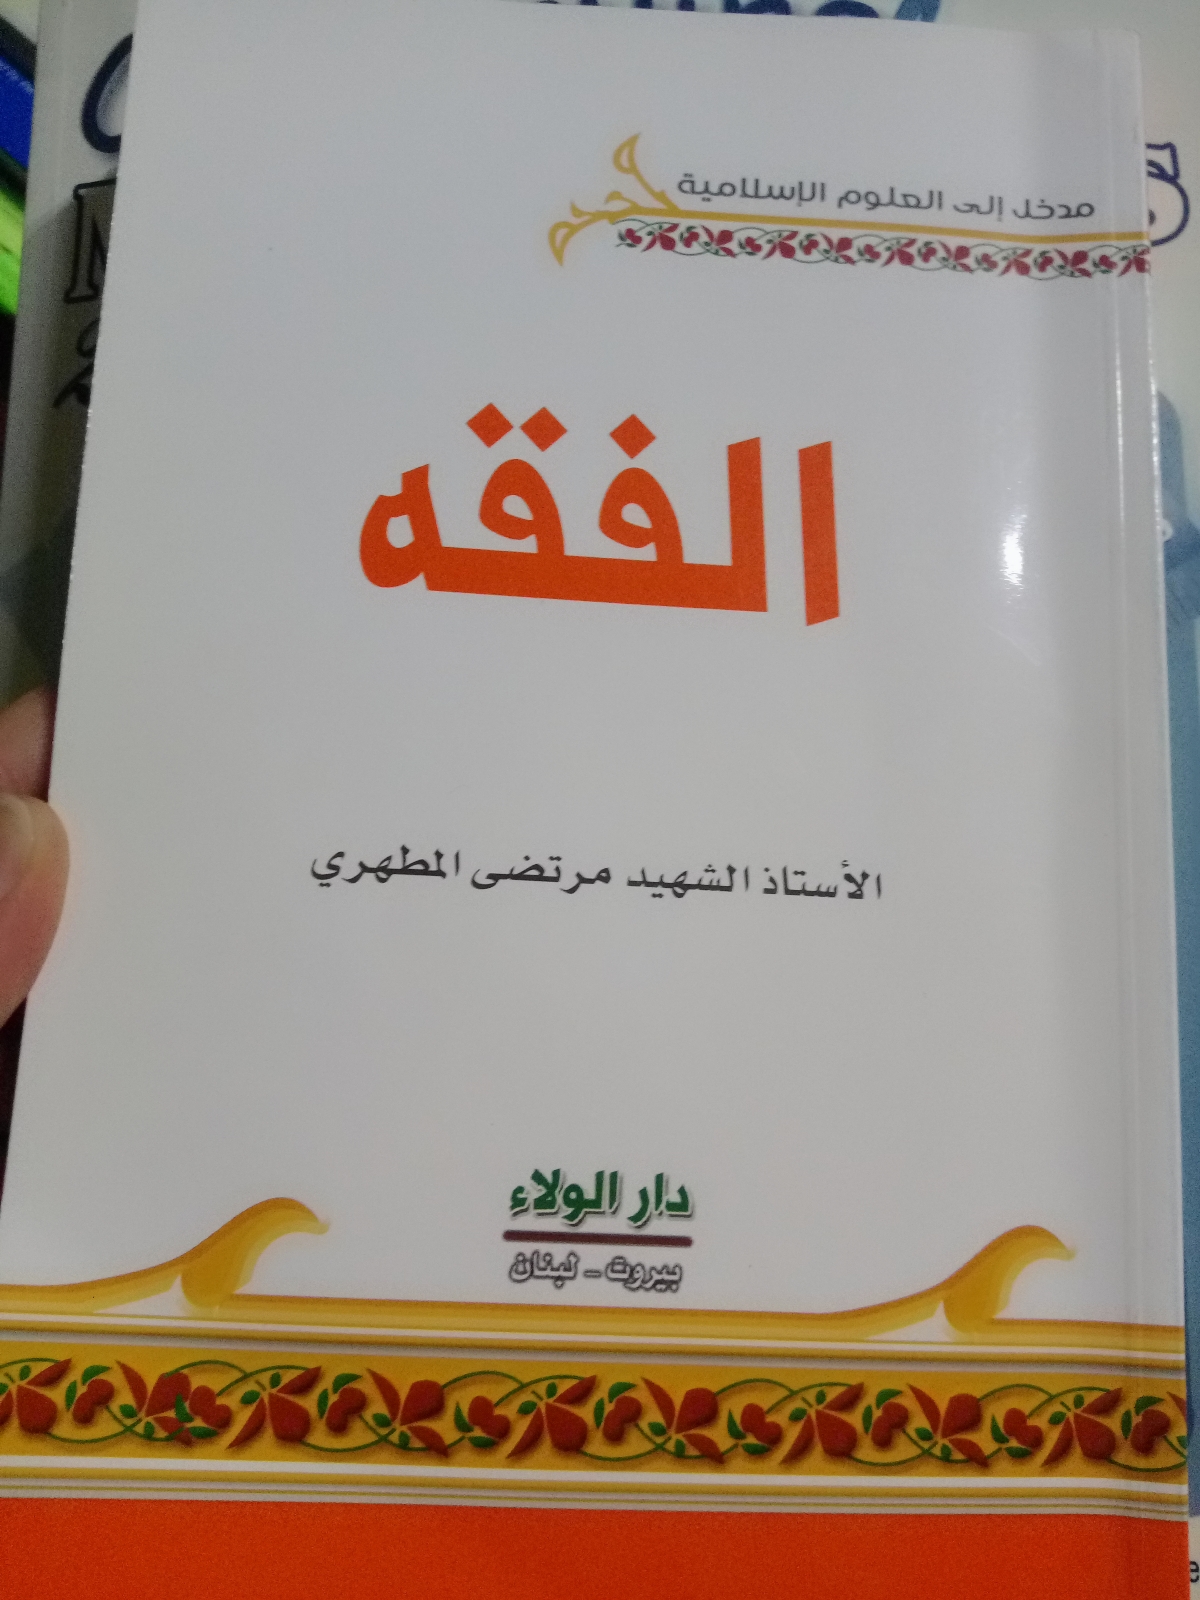 مدخل إلى العلوم الإسلامية
الفقه
الأستاذ الشهيد مرتضى المطهري
دار الولاء
بيروت - لبنان